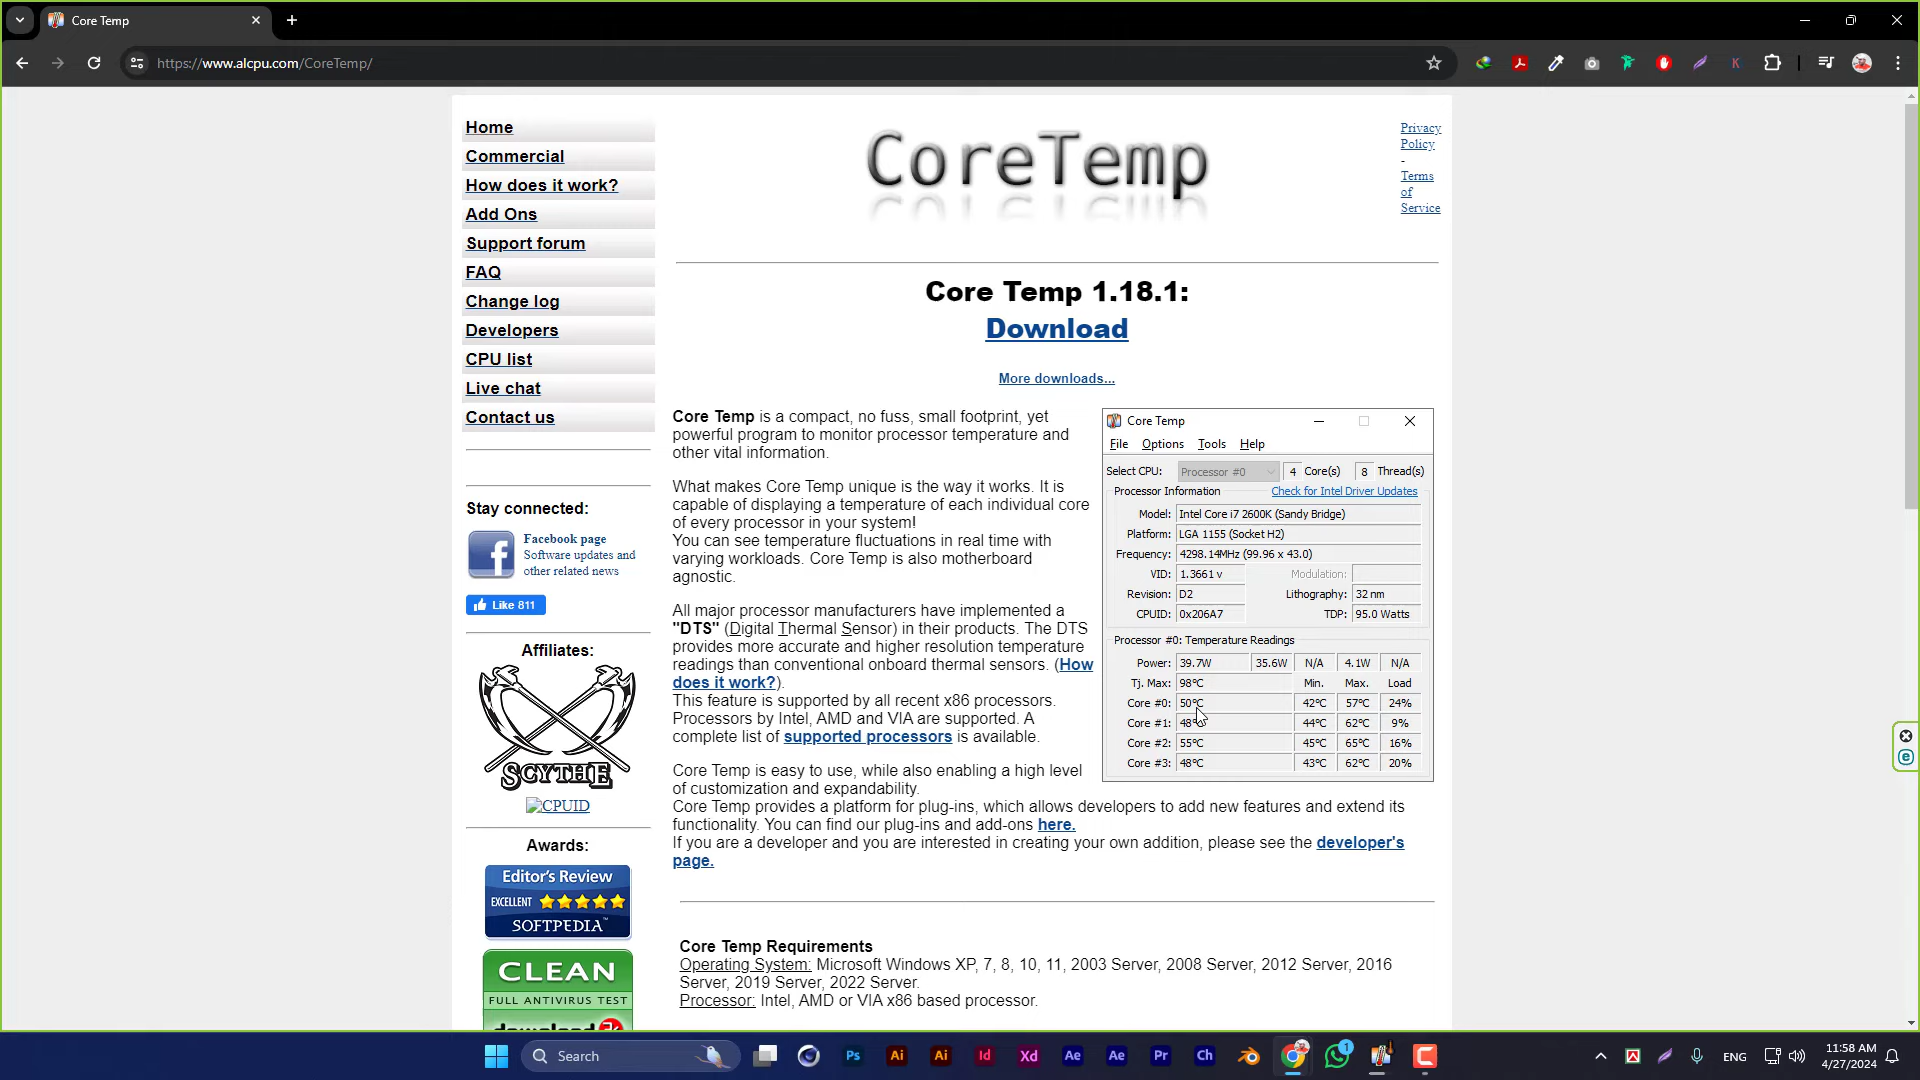 Core Temp
https://www.alcpu.com/CoreTemp/
Home
Commercial
How does it work?
Add Ons
Support forum
FAQ
Change log
Developers
CPU list
Live chat
Contact us
Stay connected:
Facebook page
Software updates and
other related news
Like 811
Affiliates:
SCYTHE
CPUID
Awards:
Editor's Review
EXCELLENT
SOFTPEDIA™
CLEAN
FULL ANTIVIRUS TEST
CoreTemp
Privacy
Policy
-
Terms
of
Service
Core Temp 1.18.1:
Download
More downloads...
Core Temp is a compact, no fuss, small footprint, yet
powerful program to monitor processor temperature and
other vital information.
What makes Core Temp unique is the way it works. It is
capable of displaying a temperature of each individual core
of every processor in your system!
You can see temperature fluctuations in real time with
varying workloads. Core Temp is also motherboard
agnostic.
All major processor manufacturers have implemented a
"DTS" (Digital Thermal Sensor) in their products. The DTS
provides more accurate and higher resolution temperature
readings than conventional onboard thermal sensors. (How
does it work?).
This feature is supported by all recent x86 processors.
Processors by Intel, AMD and VIA are supported. A
complete list of supported processors is available.
Core Temp is easy to use, while also enabling a high level
of customization and expandability.
Core Temp provides a platform for plug-ins, which allows developers to add new features and extend its
functionality. You can find our plug-ins and add-ons here.
If you are a developer and you are interested in creating your own addition, please see the developer's
page.
Core Temp
File Options Tools Help
Select CPU: Processor #0 4 Core(s) 8 Thread(s)
Processor Information Check for Intel Driver Updates
Model: Intel Core i7 2600K (Sandy Bridge)
Platform: LGA 1155 (Socket H2)
Frequency: 4298.14MHz (99.96 x 43.0)
VID: 1.3661 v Modulation:
Revision: D2 Lithography: 32 nm
CPUID: 0x206A7 TDP: 95.0 Watts
Processor #0: Temperature Readings
Power: 39.7W 35.6W N/A 4.1W N/A
Tj. Max: 98°C Min. Max. Load
Core #0: 50°C 42°C 57°C 24%
Core #1: 48°C 44°C 62°C 9%
Core #2: 55°C 45°C 65°C 16%
Core #3: 48°C 43°C 62°C 20%
Core Temp Requirements
Operating System: Microsoft Windows XP, 7, 8, 10, 11, 2003 Server, 2008 Server, 2012 Server, 2016
Server, 2019 Server, 2022 Server.
Processor: Intel, AMD or VIA x86 based processor.
Search
Ps
Ai
Ai
Id
Xd
Ae
Ae
Pr
Ch
1
ENG
11:58 AM
4/27/2024